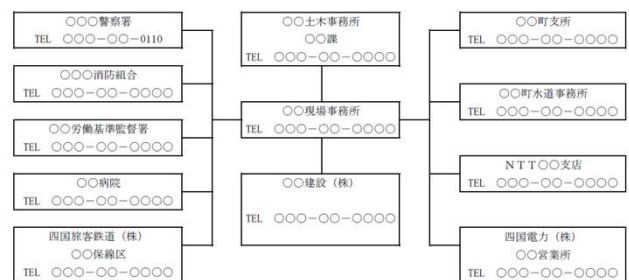 ○○○警察署
TEL ○○○－○○－0110
○○○消防組合
TEL ○○○－○○－○○○○
○○労働基準監督署
TEL ○○○－○○－○○○○
○○病院
TEL ○○○－○○－○○○○
四国旅客鉄道（株）
○○保線区
TEL ○○○－○○－○○○○
○○土木事務所
○○課
TEL ○○○－○○－○○○○
○○現場事務所
TEL ○○○－○○－○○○○
○○建設（株）
TEL ○○○－○○－○○○○
○○町支所
TEL ○○○－○○－○○○○
○○町水道事務所
TEL ○○○－○○－○○○○
ＮＴＴ○○支店
TEL ○○○－○○－○○○○
四国電力（株）
○○営業所
TEL ○○○－○○－○○○○